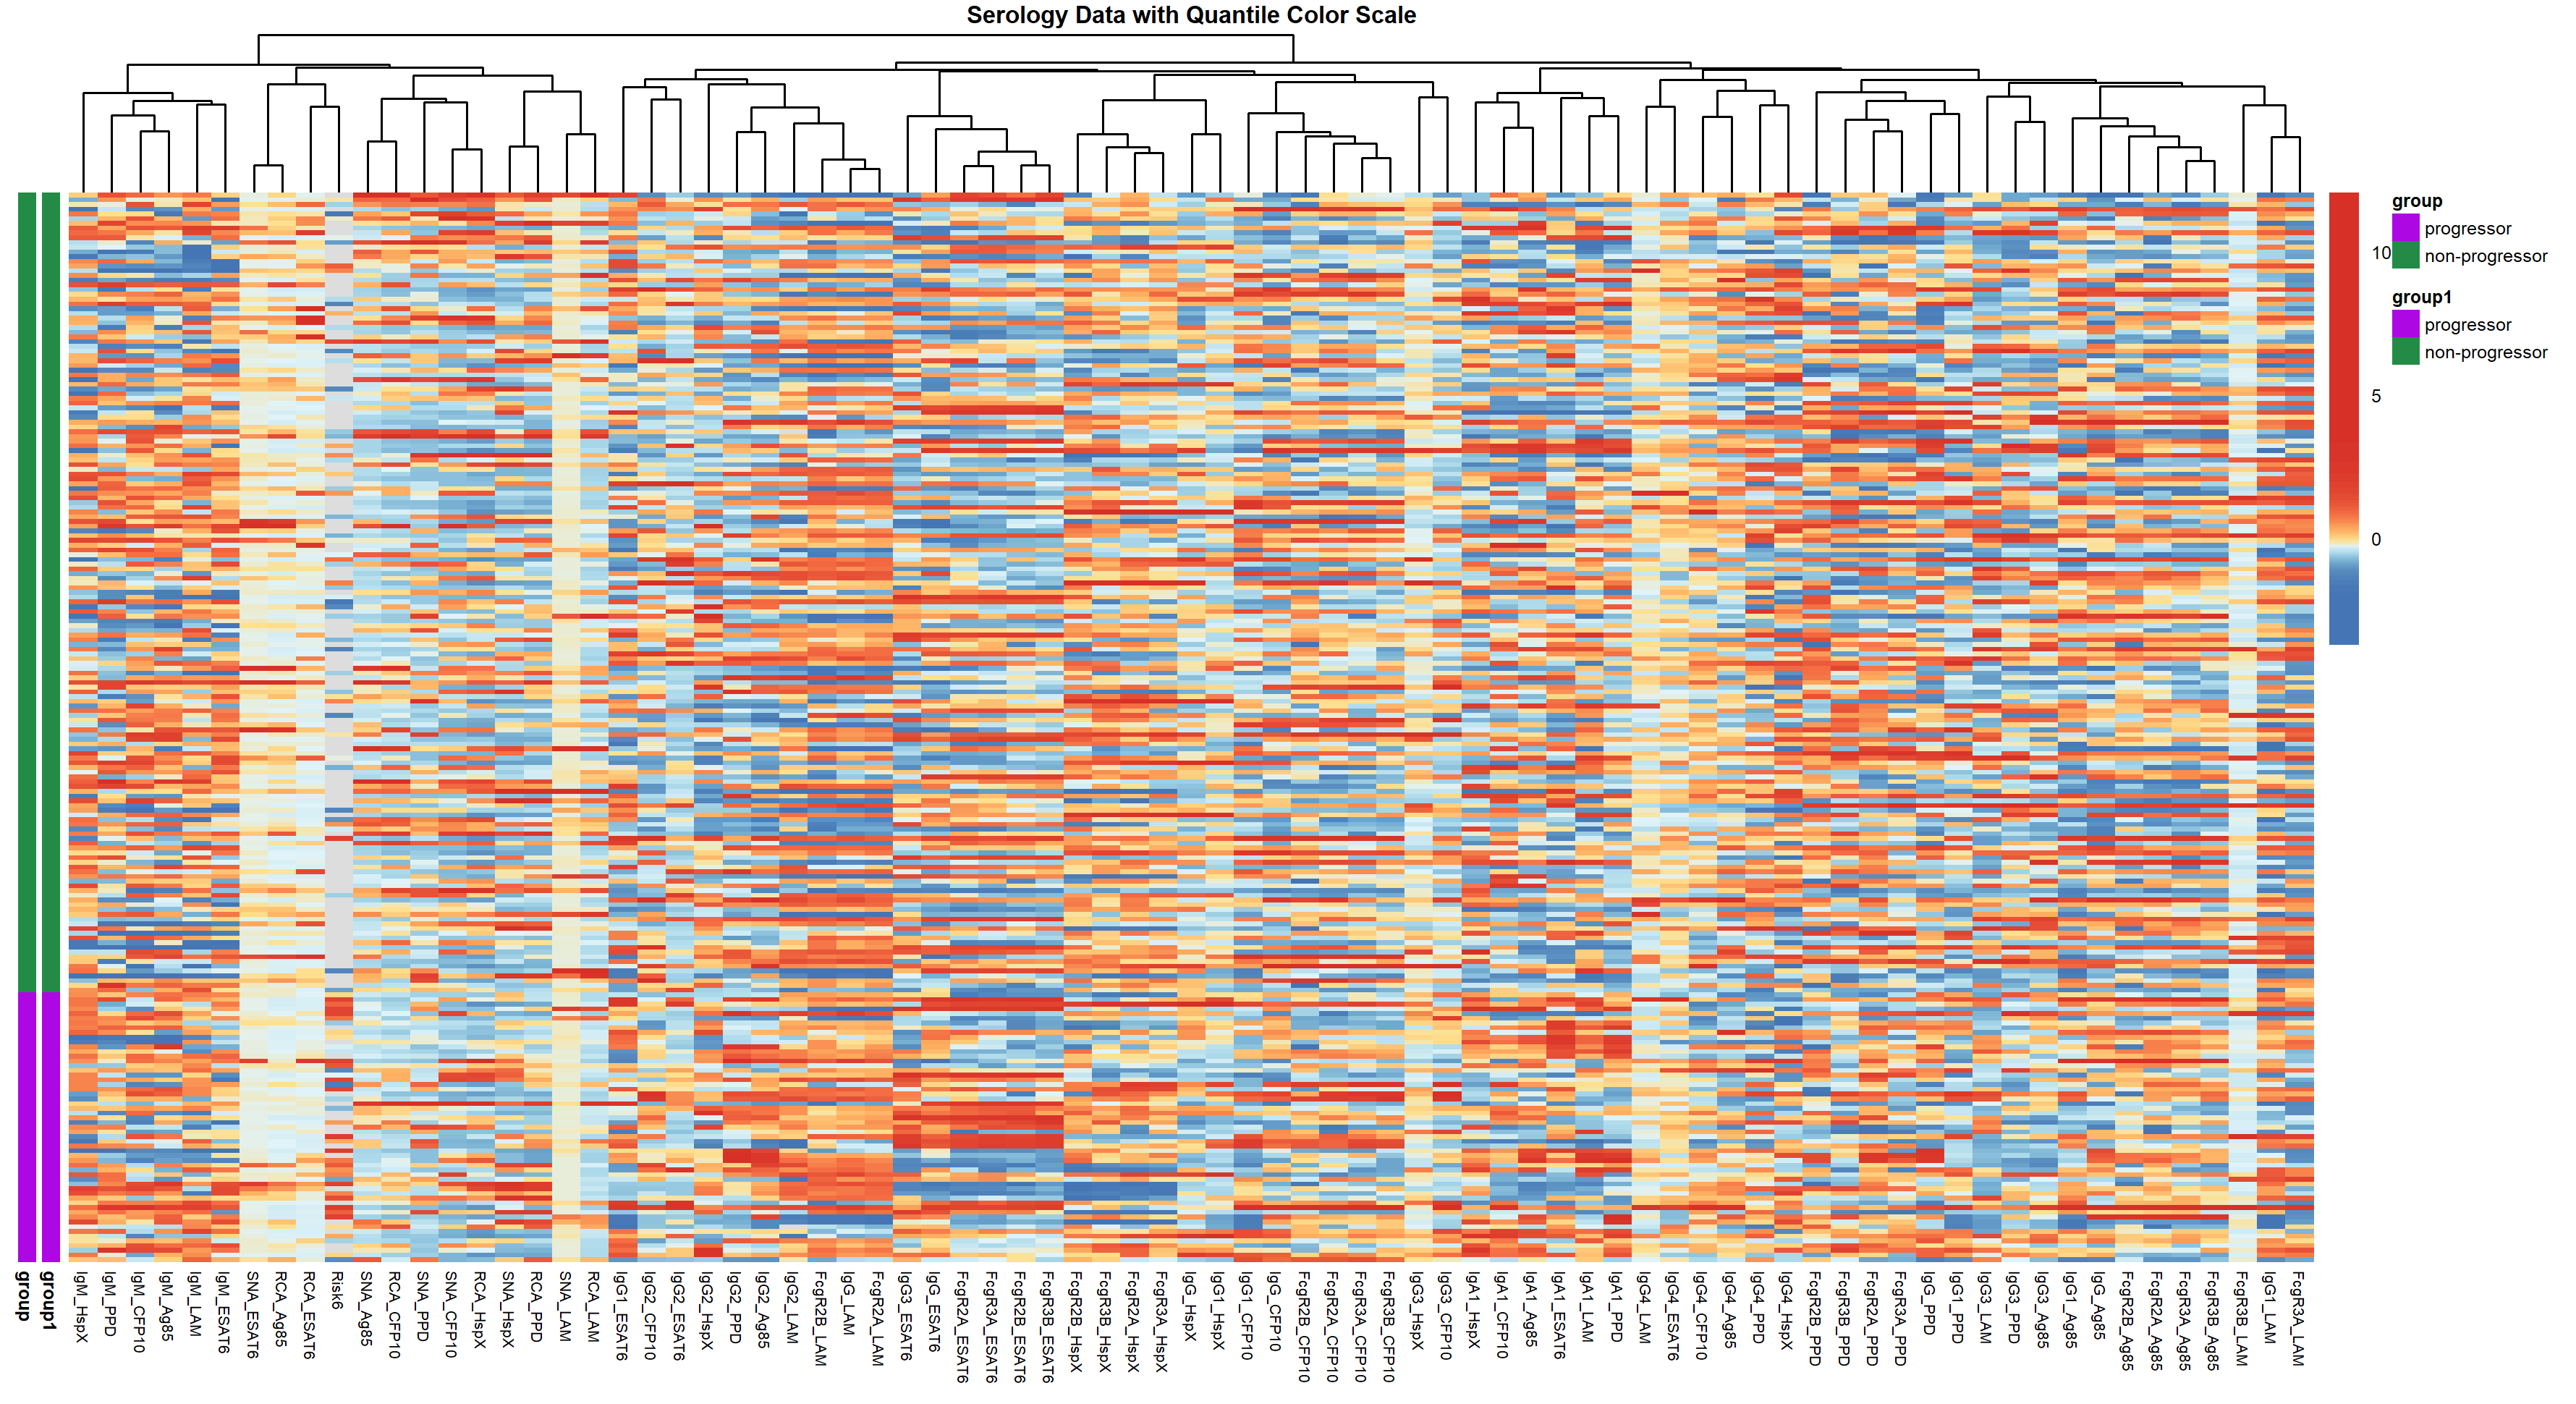 Serology Data with Quantile Color Scale
group
progressor
non-progressor
group1
progressor
non-progressor
10
5
0
group
group1
IgM_HspX
IgM_PPD
IgM_CFP10
IgM_Ag85
IgM_LAM
IgM_ESAT6
SNA_ESAT6
RCA_Ag85
RCA_ESAT6
Risk6
SNA_Ag85
RCA_CFP10
SNA_PPD
SNA_CFP10
RCA_HspX
SNA_HspX
RCA_PPD
SNA_LAM
RCA_LAM
IgG1_ESAT6
IgG2_CFP10
IgG2_ESAT6
IgG2_HspX
IgG2_PPD
IgG2_Ag85
IgG2_LAM
FcgR2B_LAM
IgG_LAM
FcgR2A_LAM
IgG3_ESAT6
IgG_ESAT6
FcgR2A_ESAT6
FcgR3A_ESAT6
FcgR2B_ESAT6
FcgR3B_ESAT6
FcgR2B_HspX
FcgR3B_HspX
FcgR2A_HspX
FcgR3A_HspX
IgG_HspX
IgG1_HspX
IgG1_CFP10
IgG_CFP10
FcgR2B_CFP10
FcgR2A_CFP10
FcgR3A_CFP10
FcgR3B_CFP10
IgG3_HspX
IgG3_CFP10
IgA1_HspX
IgA1_CFP10
IgA1_Ag85
IgA1_ESAT6
IgA1_LAM
IgA1_PPD
IgG4_LAM
IgG4_ESAT6
IgG4_CFP10
IgG4_Ag85
IgG4_PPD
IgG4_HspX
FcgR2B_PPD
FcgR3B_PPD
FcgR2A_PPD
FcgR3A_PPD
IgG_PPD
IgG1_PPD
IgG3_LAM
IgG3_PPD
IgG3_Ag85
IgG1_Ag85
IgG_Ag85
FcgR2B_Ag85
FcgR2A_Ag85
FcgR3A_Ag85
FcgR3B_Ag85
FcgR3B_LAM
IgG1_LAM
FcgR3A_LAM